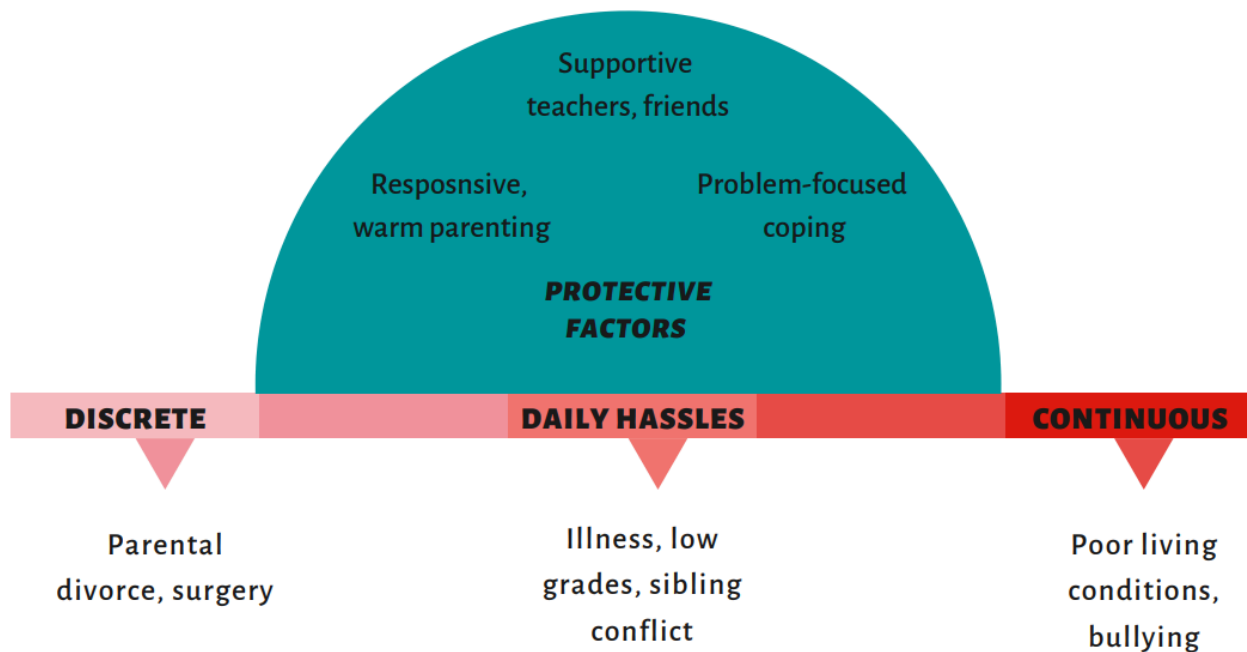 Supportive
teachers, friends
Resposnsive,
warm parenting
Problem-focused
coping
PROTECTIVE
FACTORS
DISCRETE
DAILY HASSLES
CONTINUOUS
Parental
divorce, surgery
Illness, low
grades, sibling
conflict
Poor living
conditions,
bullying